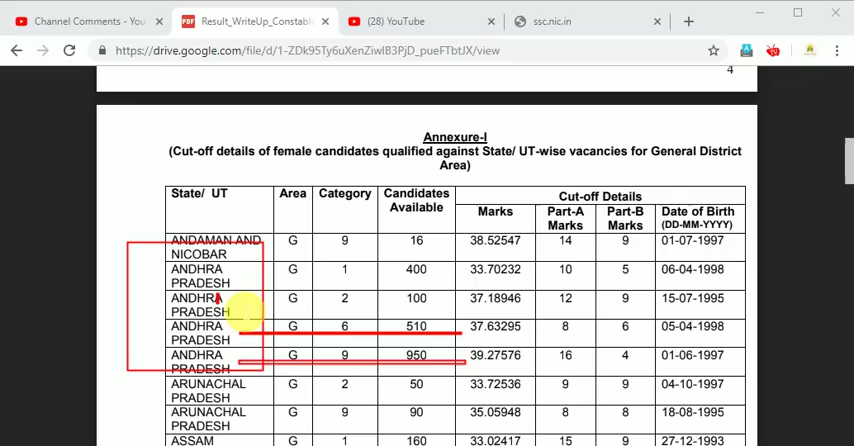 Channel Comments - YouTube
Result_WriteUp_Constable
(28) YouTube
ssc.nic.in
https://drive.google.com/file/d/1-ZDk95Ty6uXenZiwIB3PjD_pueFTbtJX/view
4
Annexure-I
(Cut-off details of female candidates qualified against State/ UT-wise vacancies for General District
Area)
State/ UT Area Category Candidates Available Cut-off Details
Marks Part-A Marks Part-B Marks Date of Birth (DD-MM-YYYY)
ANDAMAN AND NICOBAR G 9 16 38.52547 14 9 01-07-1997
ANDHRA PRADESH G 1 400 33.70232 10 5 06-04-1998
ANDHRA PRADESH G 2 100 37.18946 12 9 15-07-1995
ANDHRA PRADESH G 6 510 37.63295 8 6 05-04-1998
ANDHRA PRADESH G 9 950 39.27576 16 4 01-06-1997
ARUNACHAL PRADESH G 2 50 33.72536 9 9 04-10-1997
ARUNACHAL PRADESH G 9 90 35.05948 8 8 18-08-1995
ASSAM G 1 160 33.02417 15 9 27-12-1993